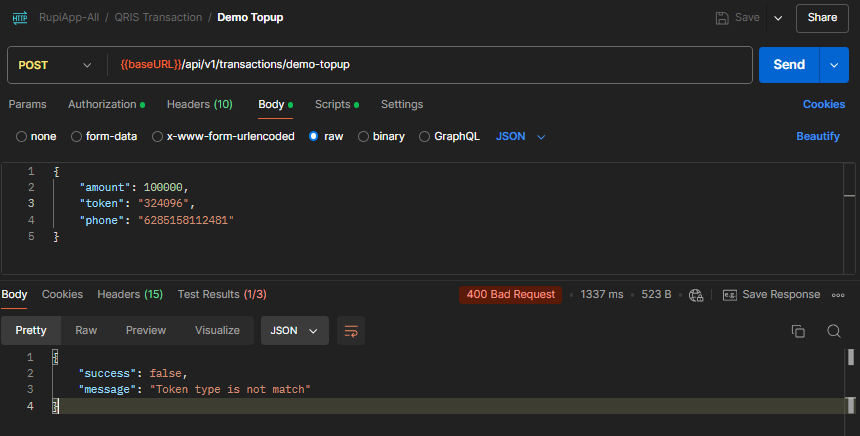 HTTP RupiApp-All / QRIS Transaction / Demo Topup Save Share
POST {{baseURL}}/api/v1/transactions/demo-topup Send
Params Authorization Headers (10) Body Scripts Settings Cookies
none form-data x-www-form-urlencoded raw binary GraphQL JSON Beautify
1 {
2 "amount": 100000,
3 "token": "324096",
4 "phone": "6285158112481"
5 }
Body Cookies Headers (15) Test Results (1/3) 400 Bad Request • 1337 ms • 523 B e.g. Save Response
Pretty Raw Preview Visualize JSON
1 {
2 "success": false,
3 "message": "Token type is not match"
4 }